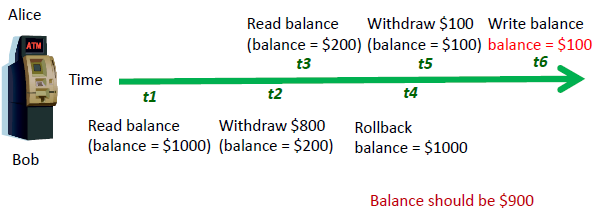 Alice
ATM
Read balance
(balance = $200)
t3
Withdraw $100
(balance = $100)
t5
Write balance
balance = $100
t6
Time
t1
t2
t4
Read balance
(balance = $1000)
Withdraw $800
(balance = $200)
Rollback
balance = $1000
Bob
Balance should be $900